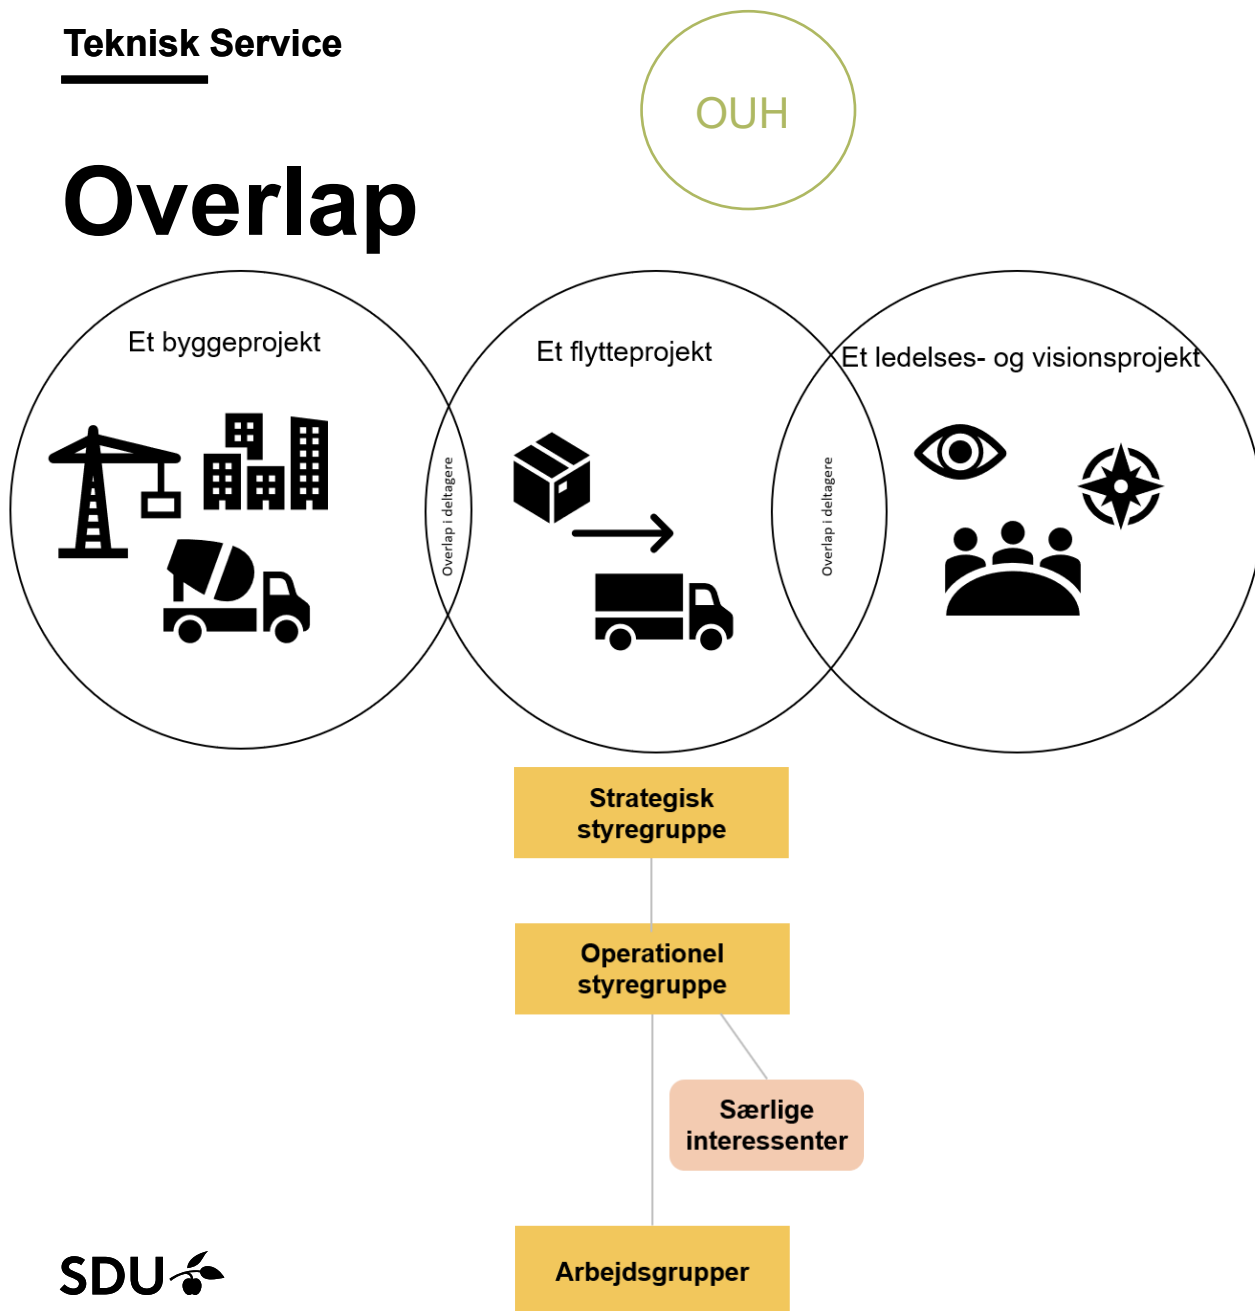 Teknisk Service
OUH
Overlap
Et byggeprojekt
Et flytteprojekt
Et ledelses- og visionsprojekt
Overlap i deltagere
Overlap i deltagere
Strategisk
styregruppe
Operationel
styregruppe
Særlige
interessenter
Arbejdsgrupper
SDU